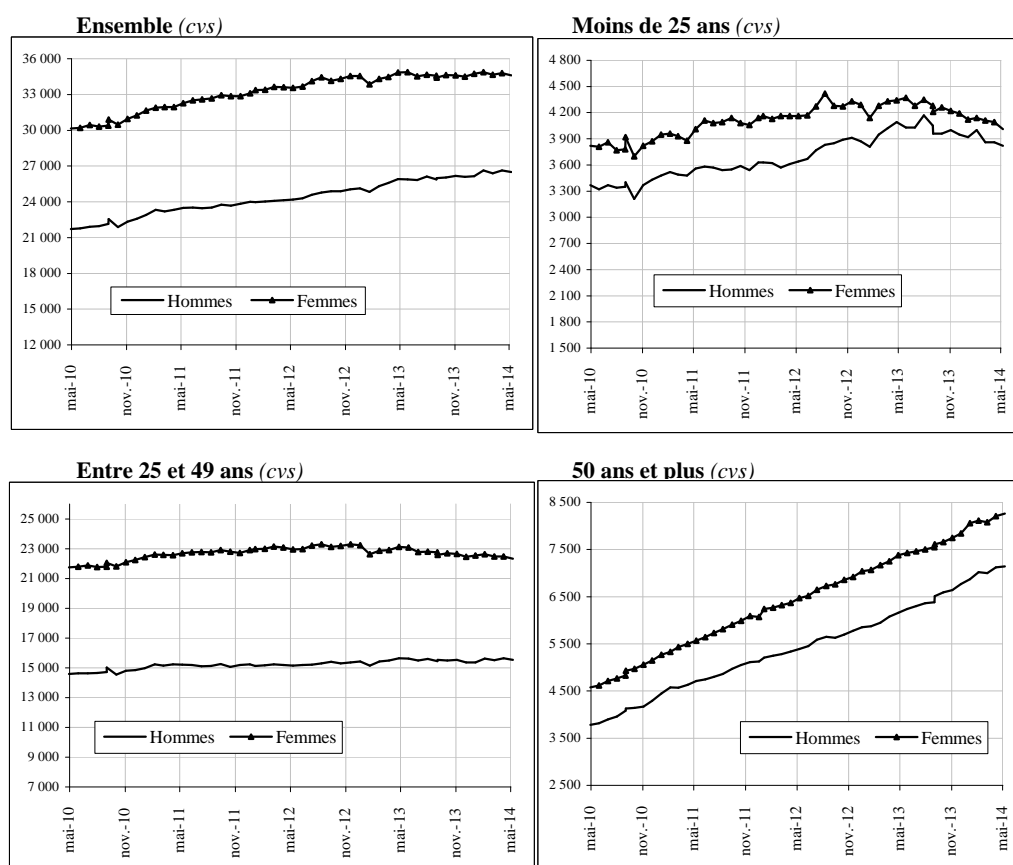 Ensemble (cvs)
36 000
33 000
30 000
27 000
24 000
21 000
18 000
15 000
12 000
Hommes
Femmes
mai-10
nov.-10
mai-11
nov.-11
mai-12
nov.-12
mai-13
nov.-13
mai-14
Moins de 25 ans (cvs)
4 800
4 500
4 200
3 900
3 600
3 300
3 000
2 700
2 400
2 100
1 800
1 500
Hommes
Femmes
mai-10
nov.-10
mai-11
nov.-11
mai-12
nov.-12
mai-13
nov.-13
mai-14
Entre 25 et 49 ans (cvs)
25 000
23 000
21 000
19 000
17 000
15 000
13 000
11 000
9 000
7 000
Hommes
Femmes
mai-10
nov.-10
mai-11
nov.-11
mai-12
nov.-12
mai-13
nov.-13
mai-14
50 ans et plus (cvs)
8 500
7 500
6 500
5 500
4 500
3 500
2 500
Hommes
Femmes
mai-10
nov.-10
mai-11
nov.-11
mai-12
nov.-12
mai-13
nov.-13
mai-14